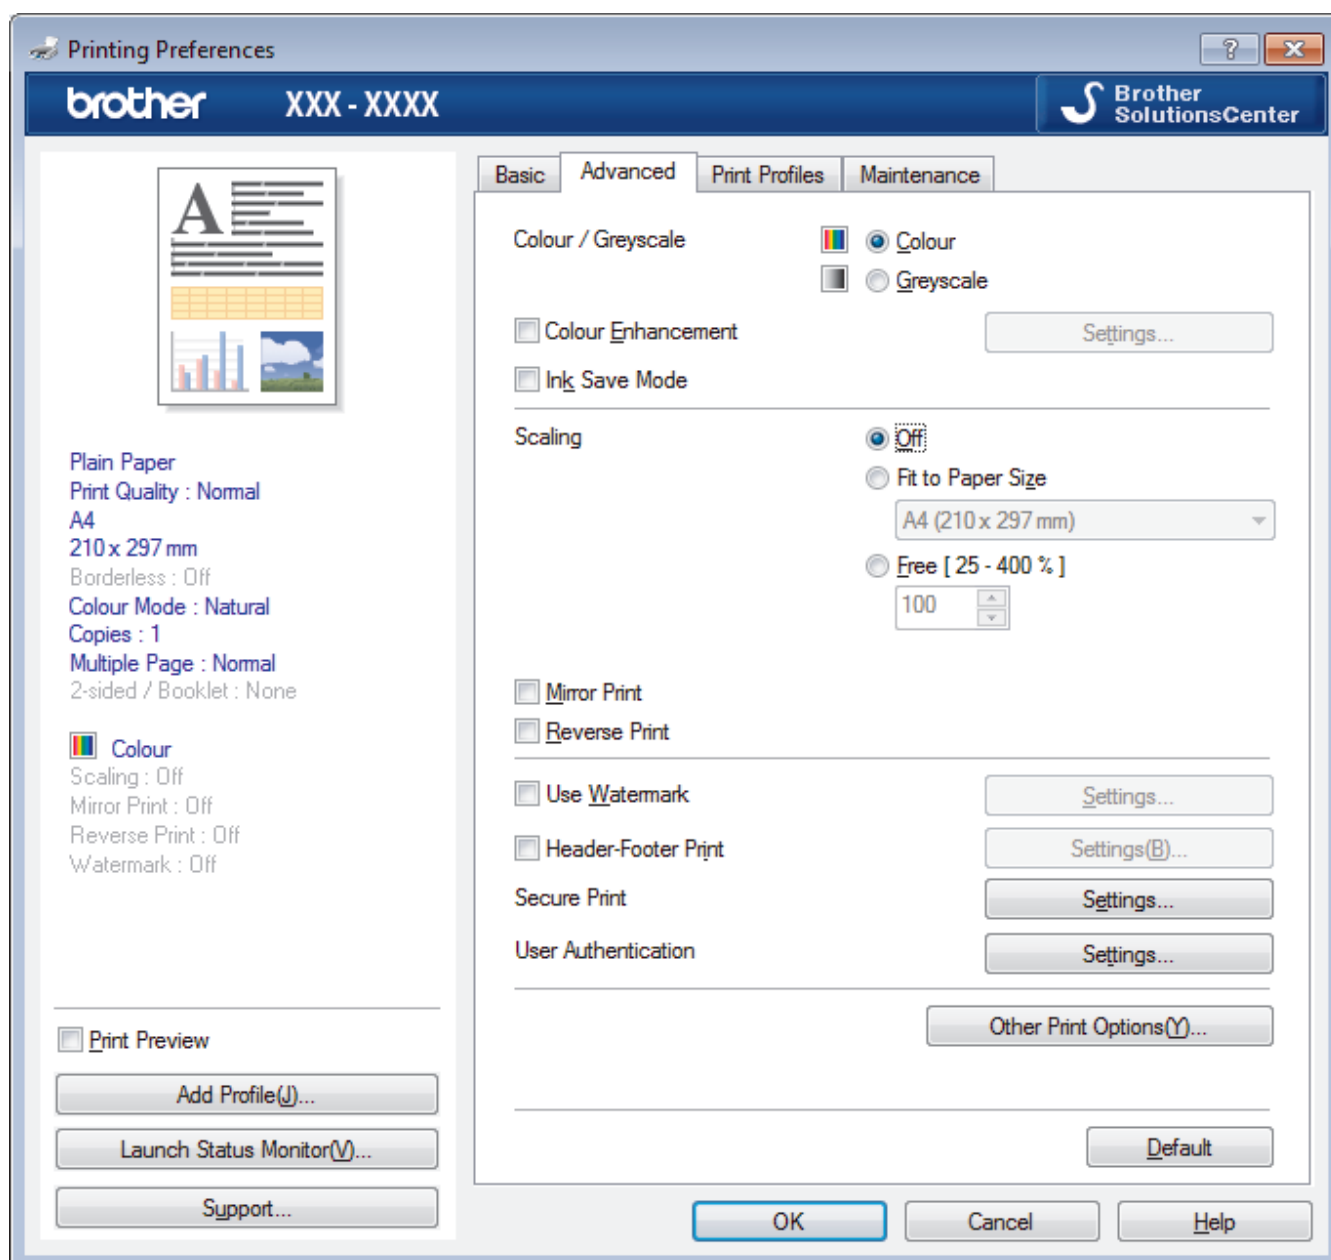 Printing Preferences
brother XXX - XXXX
Brother
SolutionsCenter
A
Plain Paper
Print Quality : Normal
A4
210 x 297 mm
Borderless : Off
Colour Mode : Natural
Copies : 1
Multiple Page : Normal
2-sided / Booklet : None
Colour
Scaling : Off
Mirror Print : Off
Reverse Print : Off
Watermark : Off
Print Preview
Add Profile(J)...
Launch Status Monitor(V)...
Support...
Basic Advanced Print Profiles Maintenance
Colour / Greyscale Colour
Greyscale
Colour Enhancement Settings...
Ink Save Mode
Scaling Off
Fit to Paper Size
A4 (210 x 297 mm)
Free [ 25 - 400 % ]
100
Mirror Print
Reverse Print
Use Watermark Settings...
Header-Footer Print Settings(B)...
Secure Print Settings...
User Authentication Settings...
Other Print Options(Y)...
Default
OK Cancel Help